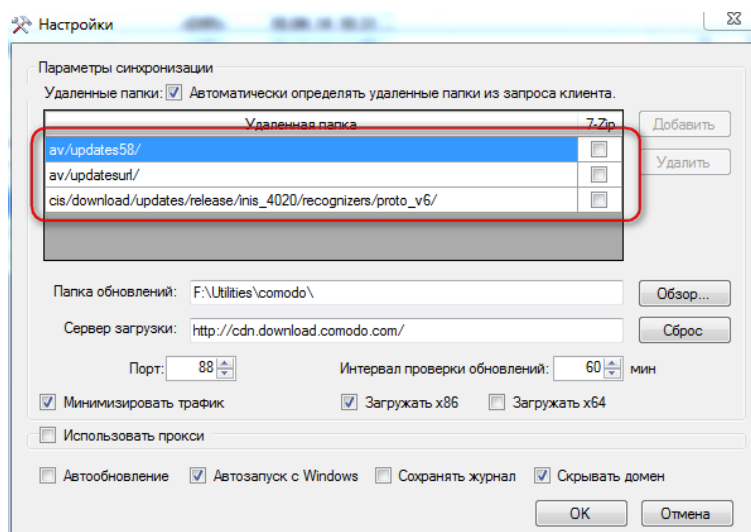 Настройки
Параметры синхронизации
Удаленные папки: Автоматически определять удаленные папки из запроса клиента.
Удаленная папка 7-Zip Добавить
av/updates58/
Удалить
av/updatesurl/
cis/download/updates/release/inis_4020/recognizers/proto_v6/
Папка обновлений: F:\Utilities\comodo\ Обзор...
Сервер загрузки: http://cdn.download.comodo.com/ Сброс
Порт: 88 Интервал проверки обновлений: 60 мин
Минимизировать трафик Загружать x86 Загружать x64
Использовать прокси
Автообновление Автозапуск с Windows Сохранять журнал Скрывать домен
OK Отмена